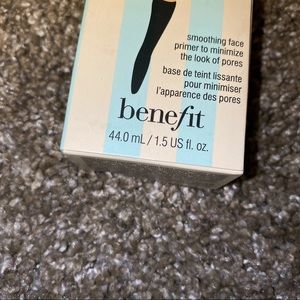 smoothing face
primer to minimize
the look of pores
base de teint lissante
pour minimiser
l'apparence des pores
benefit
44.0 mL / 1.5 US fl. oz.